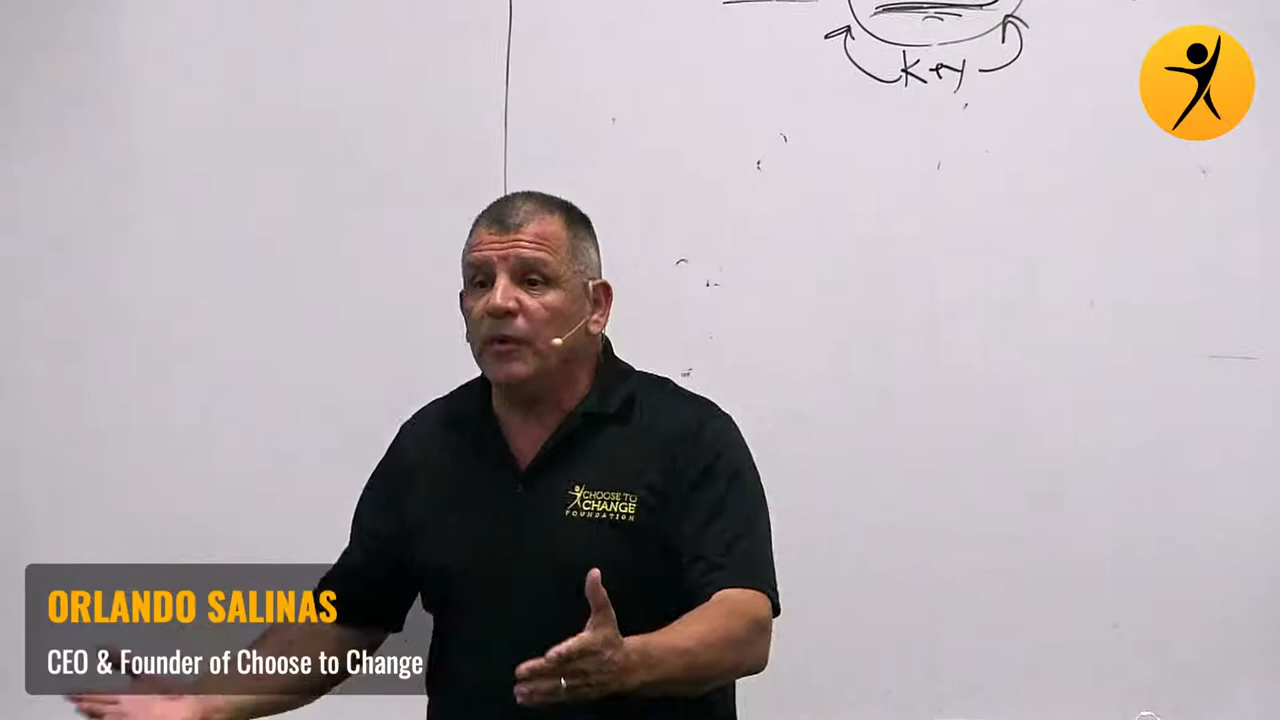 Key
CHOOSE TO
CHANGE
FOUNDATION
ORLANDO SALINAS
CEO & Founder of Choose to Change